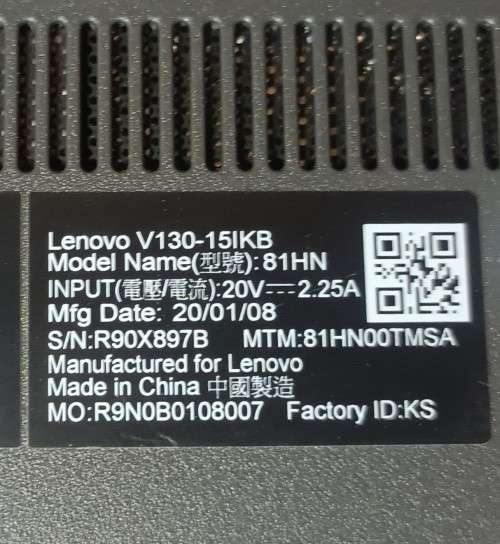 Lenovo V130-15IKB
Model Name(型號):81HN
INPUT(電壓/電流):20V⎓2.25A
Mfg Date: 20/01/08
S/N:R90X897B MTM:81HN00TMSA
Manufactured for Lenovo
Made in China 中國製造
MO:R9N0B0108007 Factory ID:KS